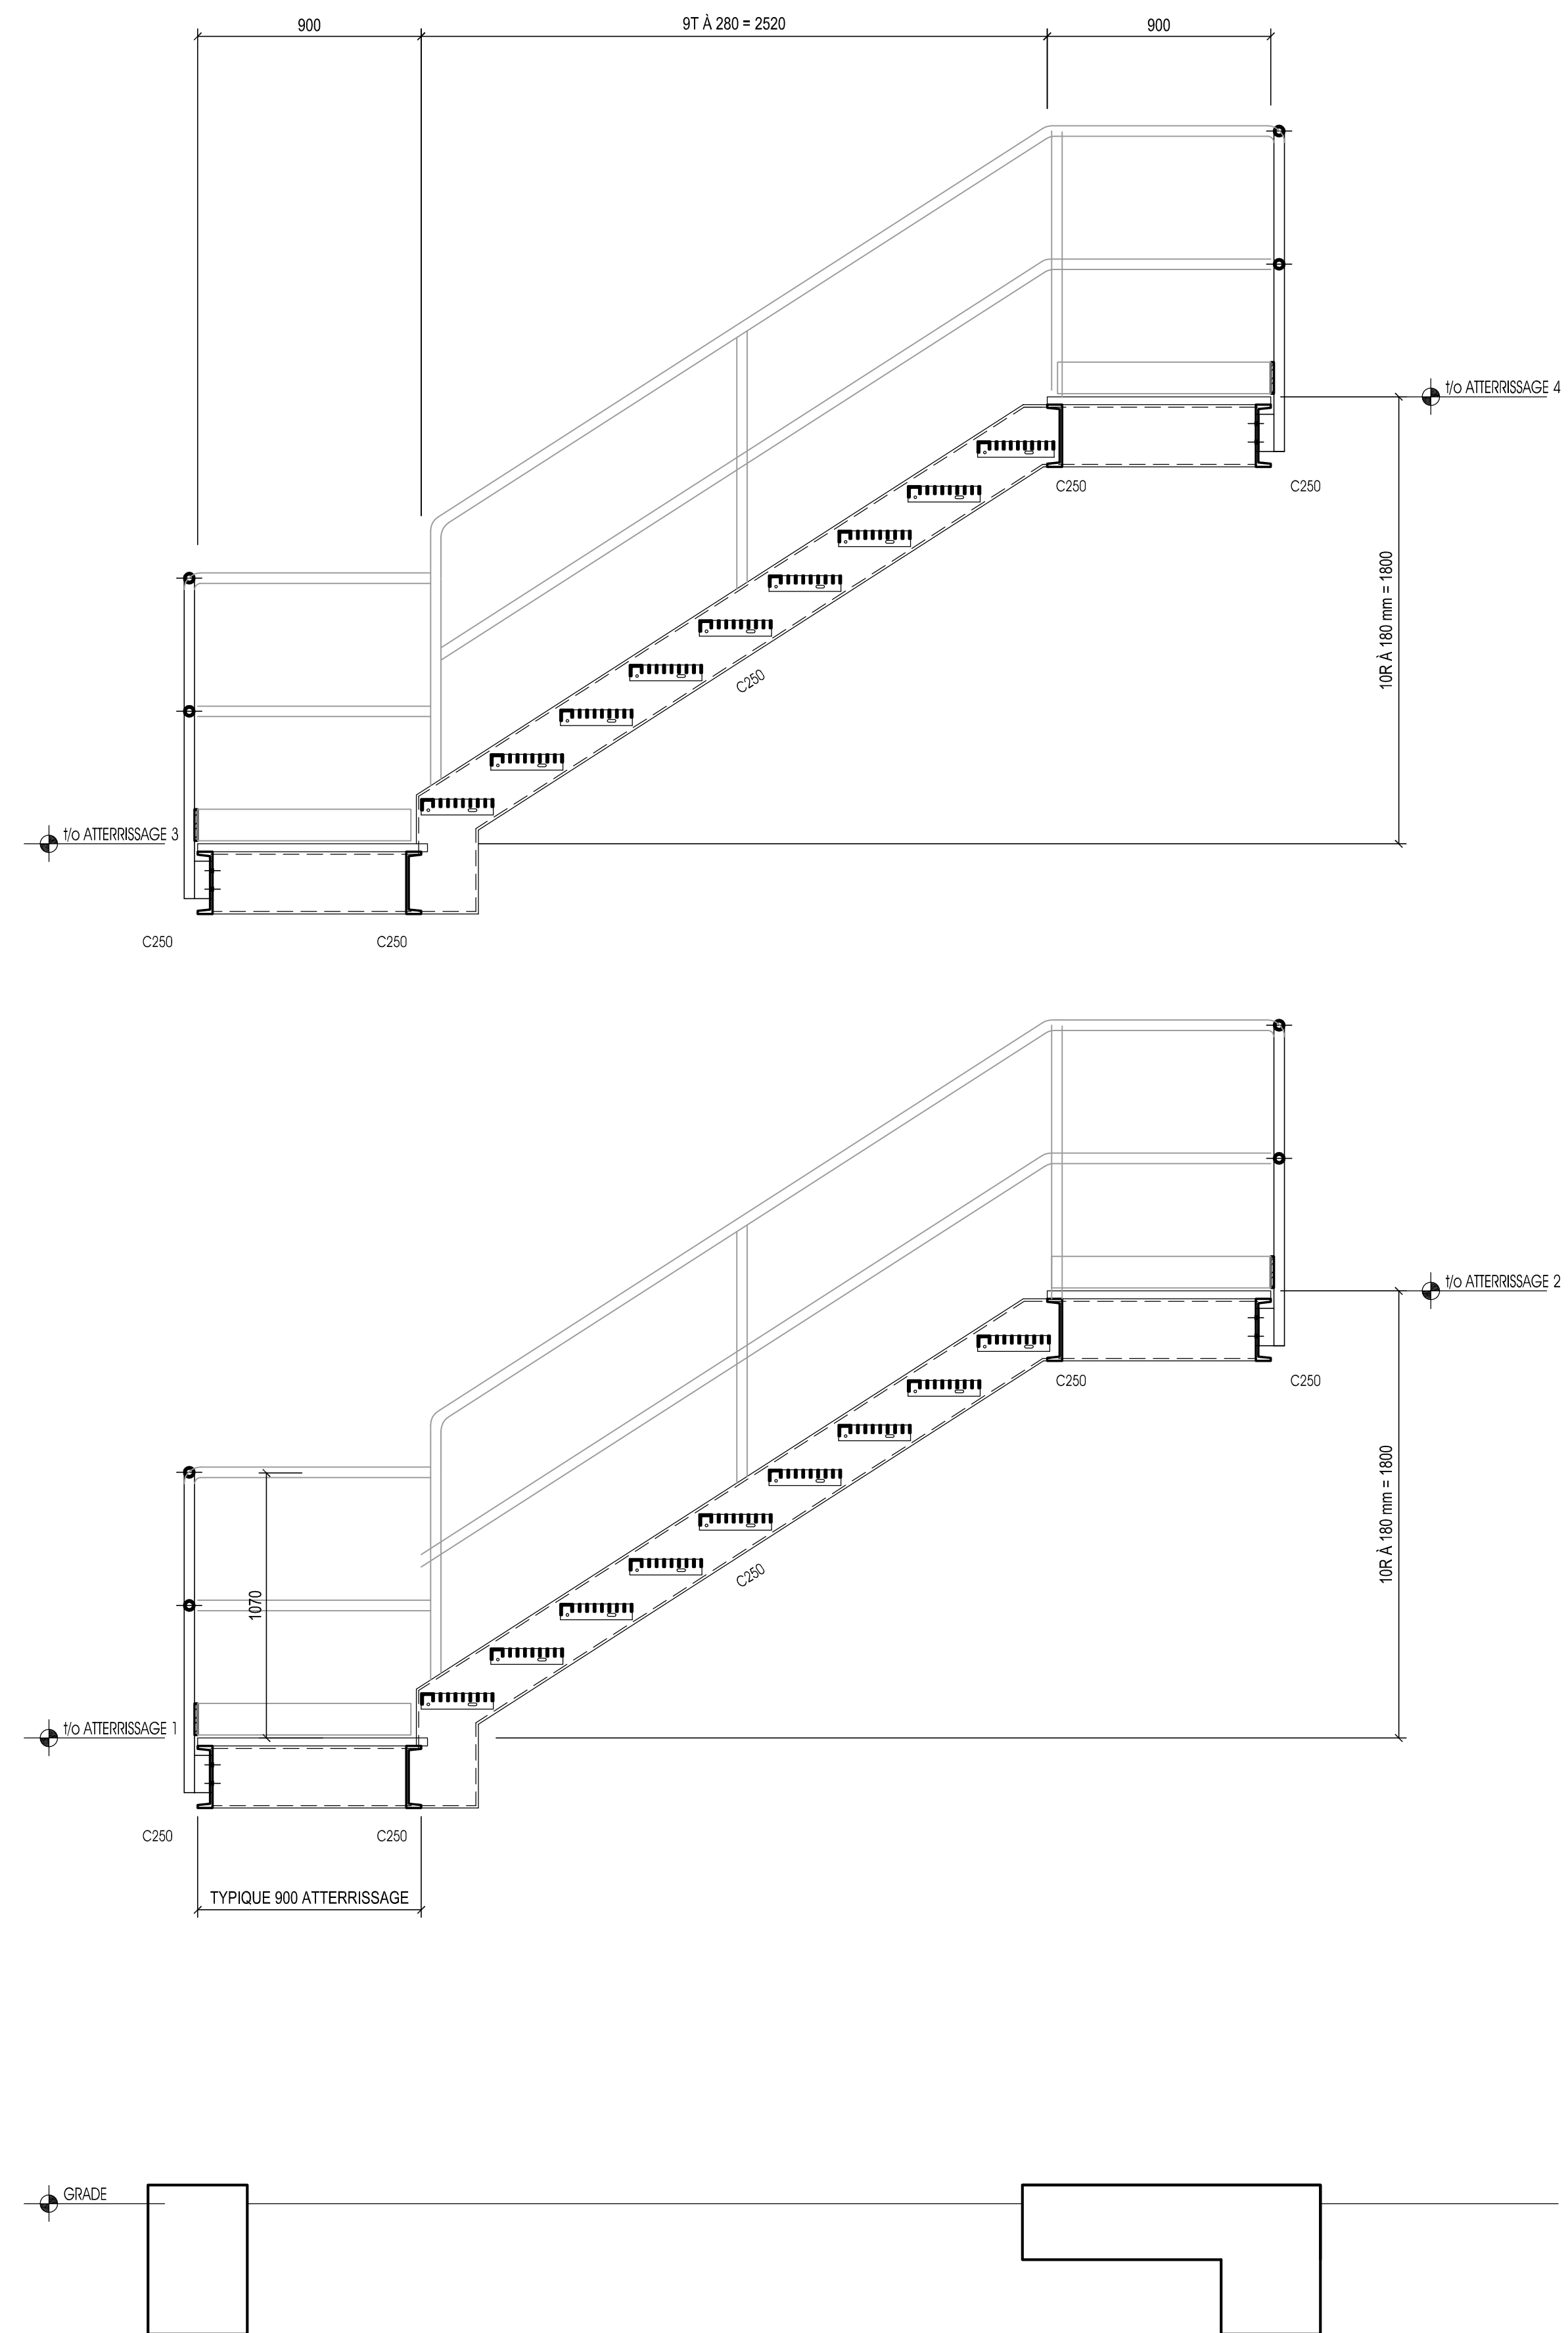 900
9T À 280 = 2520
900
t/o ATTERRISSAGE 4
C250
C250
10R À 180 mm = 1800
C250
t/o ATTERRISSAGE 3
C250
C250
t/o ATTERRISSAGE 2
C250
C250
10R À 180 mm = 1800
C250
1070
t/o ATTERRISSAGE 1
C250
C250
TYPIQUE 900 ATTERRISSAGE
GRADE